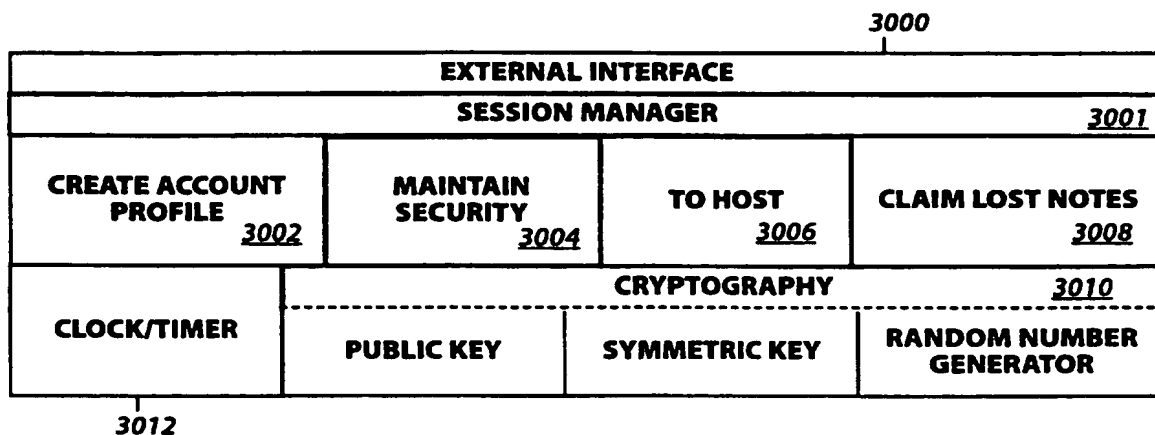 3000
EXTERNAL INTERFACE
SESSION MANAGER
3001
CREATE ACCOUNT
PROFILE
3002
MAINTAIN
SECURITY
3004
TO HOST
3006
CLAIM LOST NOTES
3008
CLOCK/TIMER
CRYPTOGRAPHY
3010
PUBLIC KEY
SYMMETRIC KEY
RANDOM NUMBER
GENERATOR
3012